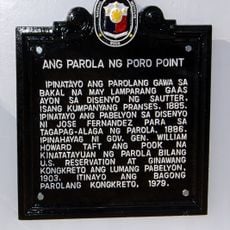 ANG PAROLA NG PORO POINT
IPINATAYO ANG PAROLANG GAWA SA
BAKAL NA MAY LAMPARANG GAAS
AYON SA DISENYO NG SAUTTER,
ISANG KUMPANYANG PRANSES, 1885.
IPINATAYO ANG PABELYON SA DISENYO
NI JOSE FERNANDEZ PARA SA
TAGAPAG-ALAGA NG PAROLA, 1886.
IPINAHAYAG NI GOV. GEN. WILLIAM
HOWARD TAFT ANG POOK NA
KINATATAYUAN NG PAROLA BILANG
U.S. RESERVATION AT GINAWANG
KONGKRETO ANG LUMANG PABELYON,
1903. ITINAYO ANG BAGONG
PAROLANG KONGKRETO, 1979.